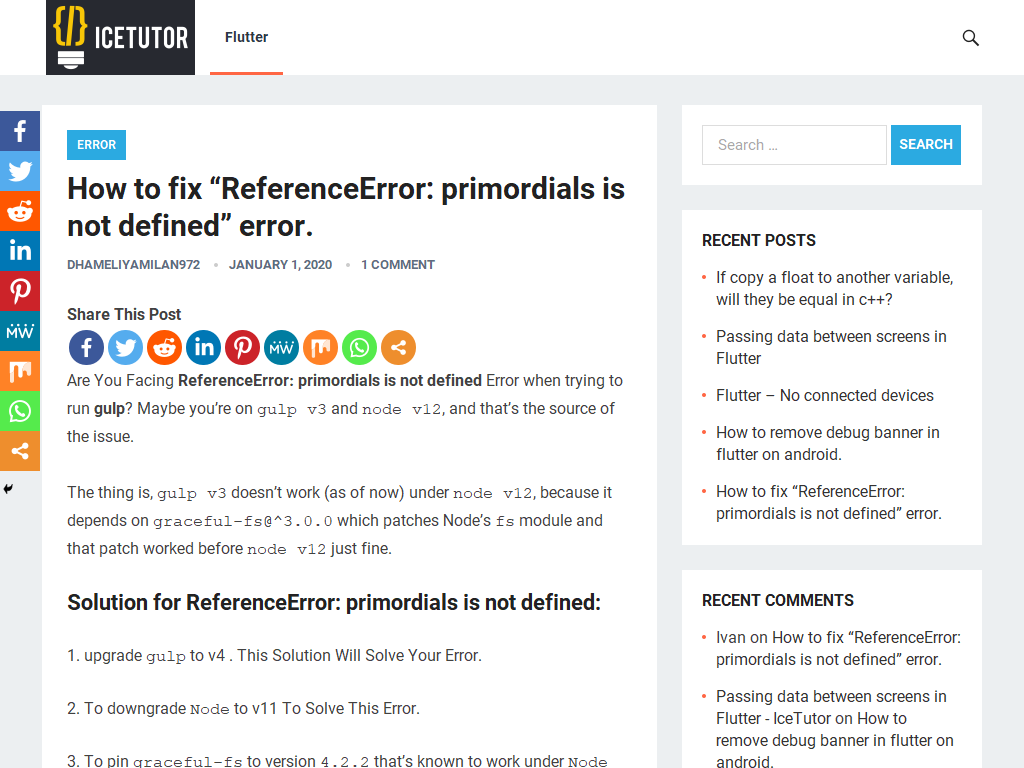 ICETUTOR
Flutter
ERROR
How to fix “ReferenceError: primordials is
not defined” error.
DHAMELIYAMILAN972 • JANUARY 1, 2020 • 1 COMMENT
Share This Post
MW
Are You Facing ReferenceError: primordials is not defined Error when trying to
run gulp? Maybe you’re on gulp v3 and node v12, and that’s the source of
the issue.
The thing is, gulp v3 doesn’t work (as of now) under node v12, because it
depends on graceful-fs@^3.0.0 which patches Node’s fs module and
that patch worked before node v12 just fine.
Solution for ReferenceError: primordials is not defined:
1. upgrade gulp to v4 . This Solution Will Solve Your Error.
2. To downgrade Node to v11 To Solve This Error.
3. To pin graceful-fs to version 4.2.2 that’s known to work under Node
MW
Search …
SEARCH
RECENT POSTS
• If copy a float to another variable,
will they be equal in c++?
• Passing data between screens in
Flutter
• Flutter – No connected devices
• How to remove debug banner in
flutter on android.
• How to fix “ReferenceError:
primordials is not defined” error.
RECENT COMMENTS
• Ivan on How to fix “ReferenceError:
primordials is not defined” error.
• Passing data between screens in
Flutter - IceTutor on How to
remove debug banner in flutter on
android.